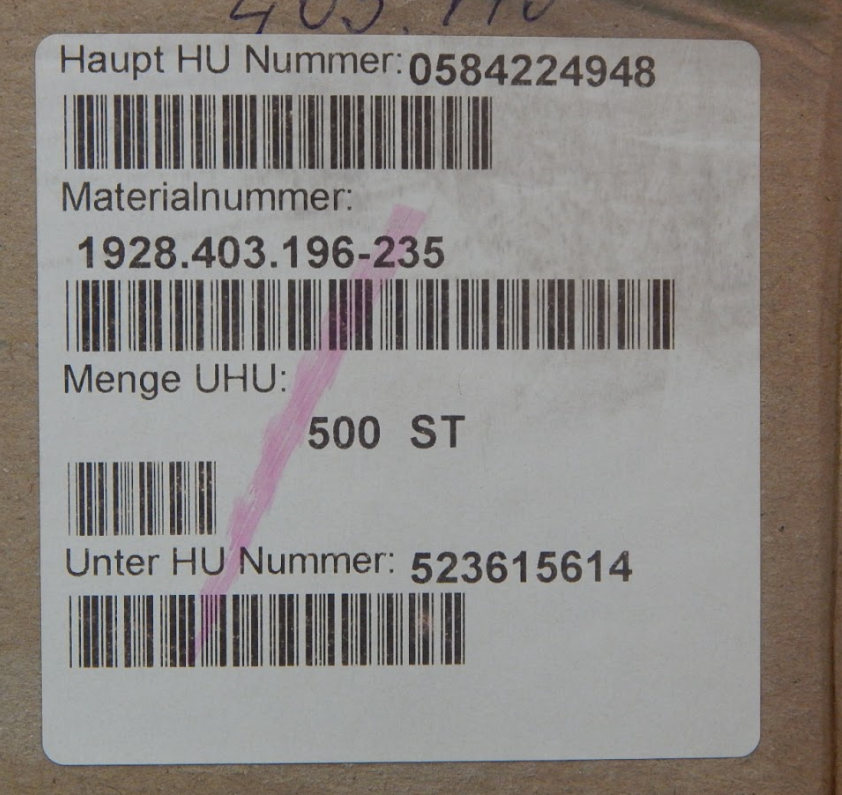 Haupt HU Nummer: 0584224948
Materialnummer:
1928.403.196-235
Menge UHU:
500 ST
Unter HU Nummer: 523615614